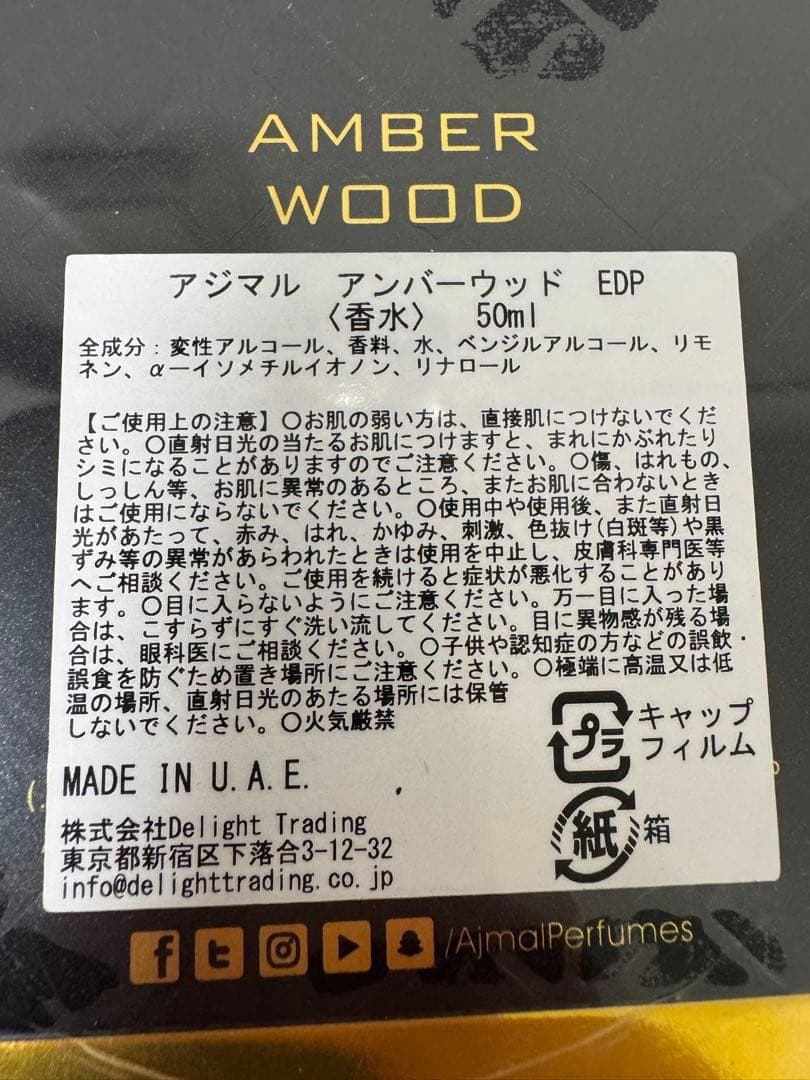 AMBER
WOOD
アジマル アンバーウッド EDP
〈香水〉 50ml
全成分：変性アルコール、香料、水、ベンジルアルコール、リモ
ネン、α－イソメチルイオノン、リナロール
【ご使用上の注意】○お肌の弱い方は、直接肌につけないでくだ
さい。○直射日光の当たるお肌につけますと、まれにかぶれたり
シミになることがありますのでご注意ください。○傷、はれもの、
しっしん等、お肌に異常のあるところ、またお肌に合わないとき
はご使用にならないでください。○使用中や使用後、また直射日
光があたって、赤み、はれ、かゆみ、刺激、色抜け(白斑等)や黒
ずみ等の異常があらわれたときは使用を中止し、皮膚科専門医等
へご相談ください。ご使用を続けると症状が悪化することがあり
ます。○目に入らないようにご注意ください。万一目に入った場
合は、こすらずにすぐ洗い流してください。目に異物感が残る場
合は、眼科医にご相談ください。○子供や認知症の方などの誤飲・
誤食を防ぐため置き場所にご注意ください。○極端に高温又は低
温の場所、直射日光のあたる場所には保管
しないでください。○火気厳禁
プラ
キャップ
フィルム
MADE IN U.A.E.
紙
箱
株式会社Delight Trading
東京都新宿区下落合3-12-32
info@delighttrading.co.jp
/AjmalPerfumes